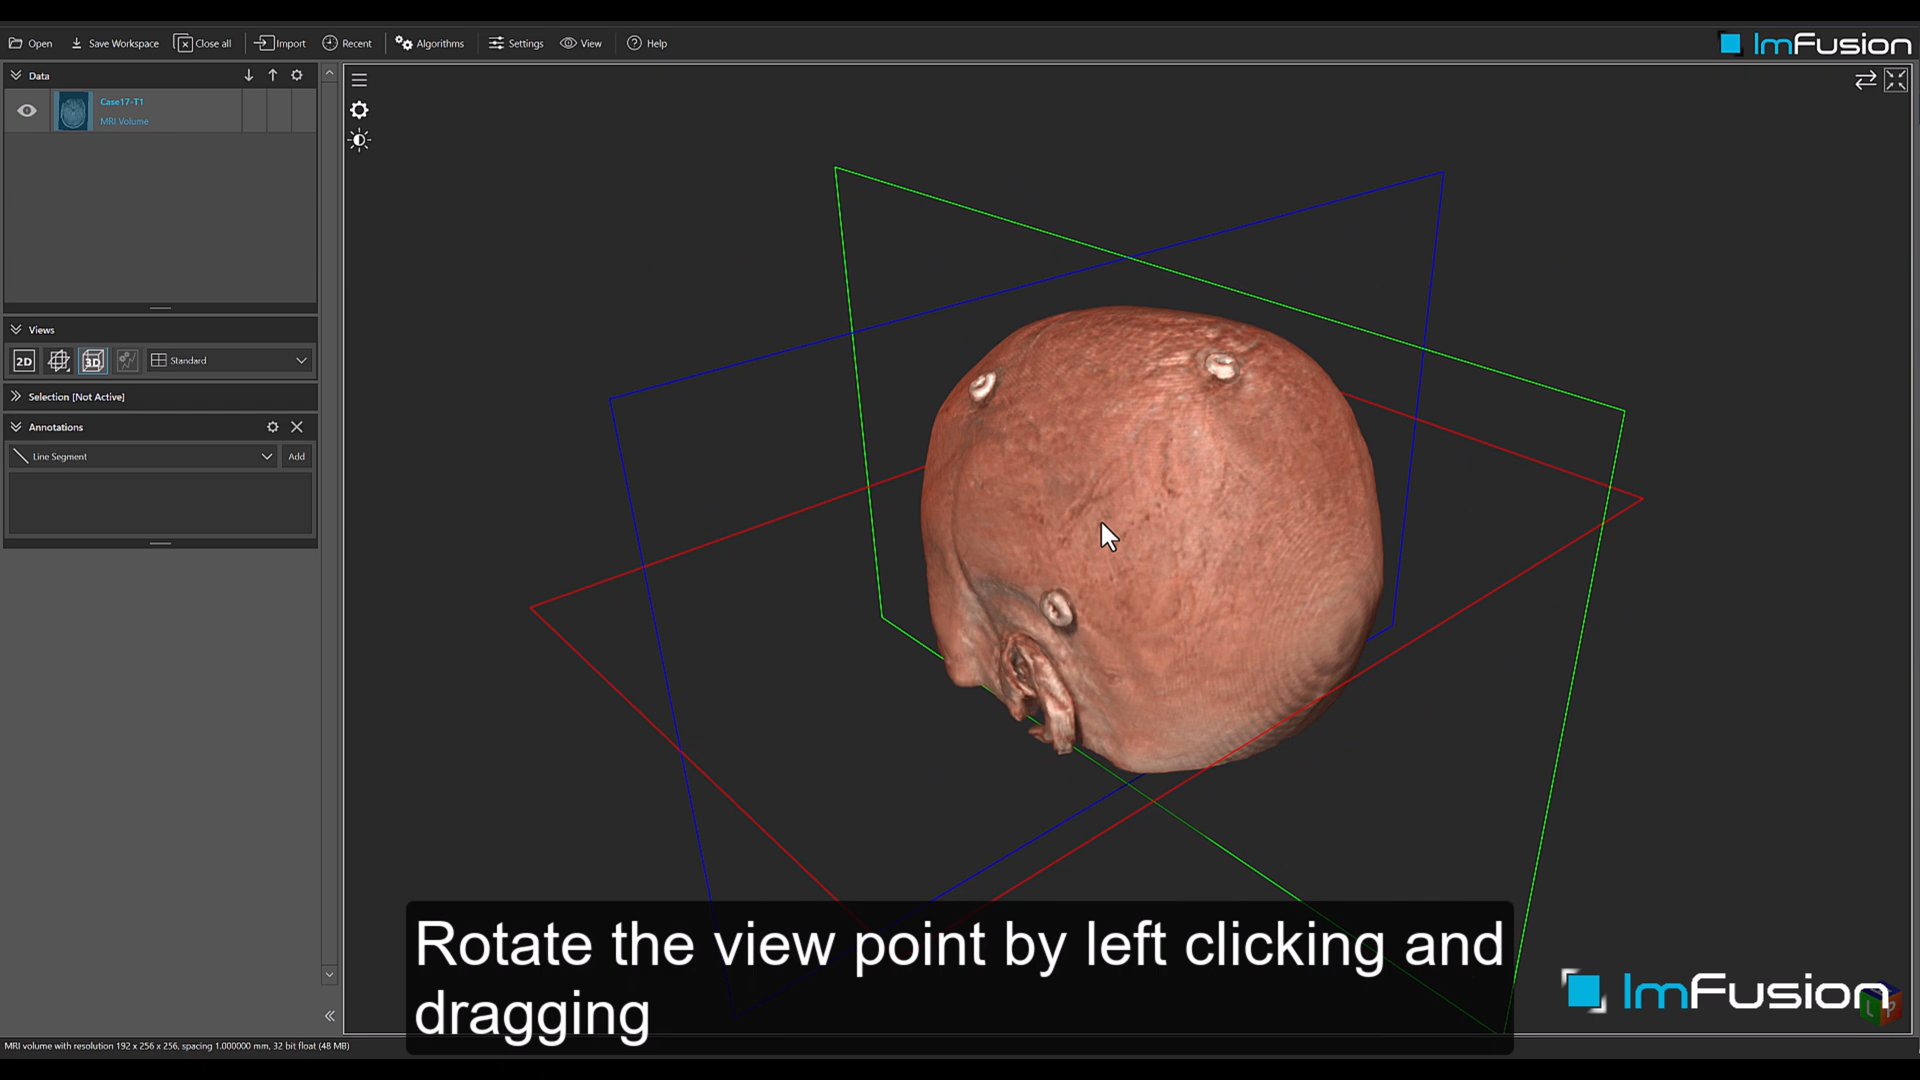 Open Save Workspace Close all Import Recent Algorithms Settings View Help
ImFusion
Data
Case17-T1
MRI Volume
Views
2D 3D Standard
Selection [Not Active]
Annotations
Line Segment Add
Rotate the view point by left clicking and
dragging
ImFusion
L P
MRI volume with resolution 192 x 256 x 256, spacing 1.000000 mm, 32 bit float (48 MB)